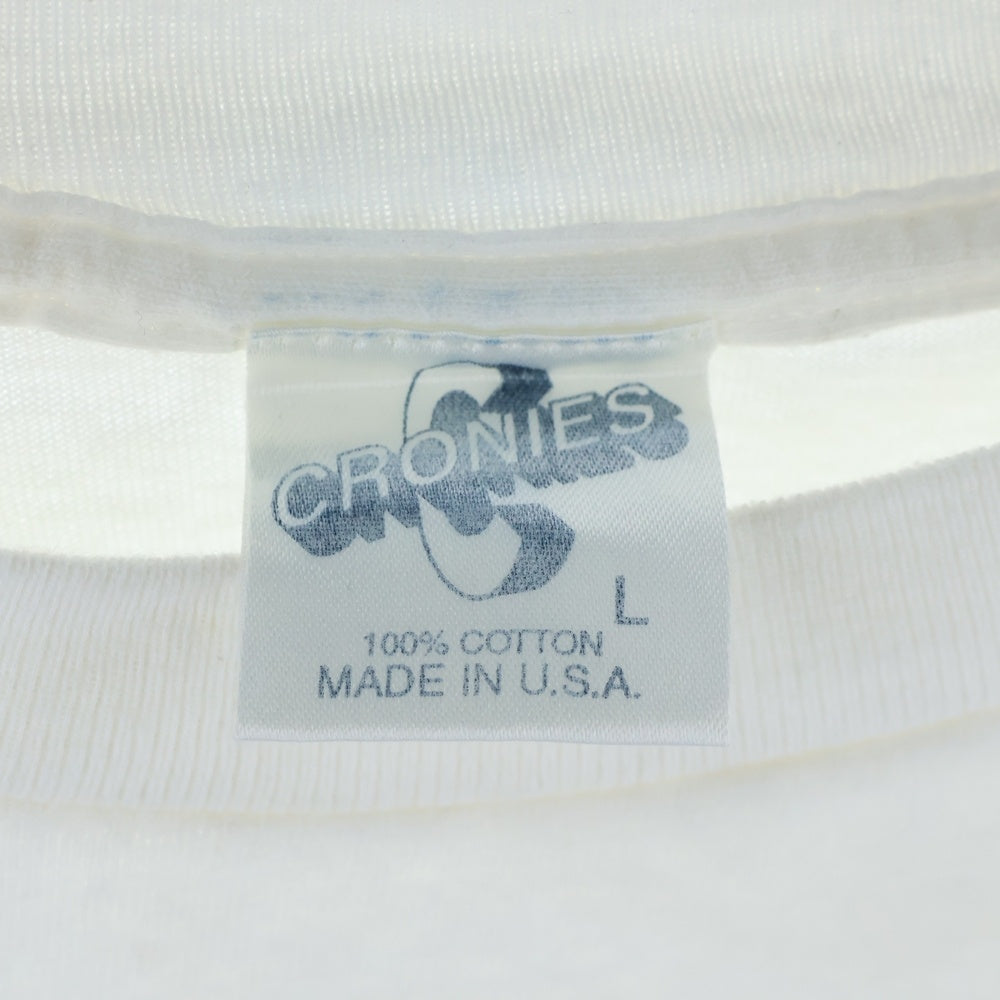 CRONIES
L
100% COTTON
MADE IN U.S.A.